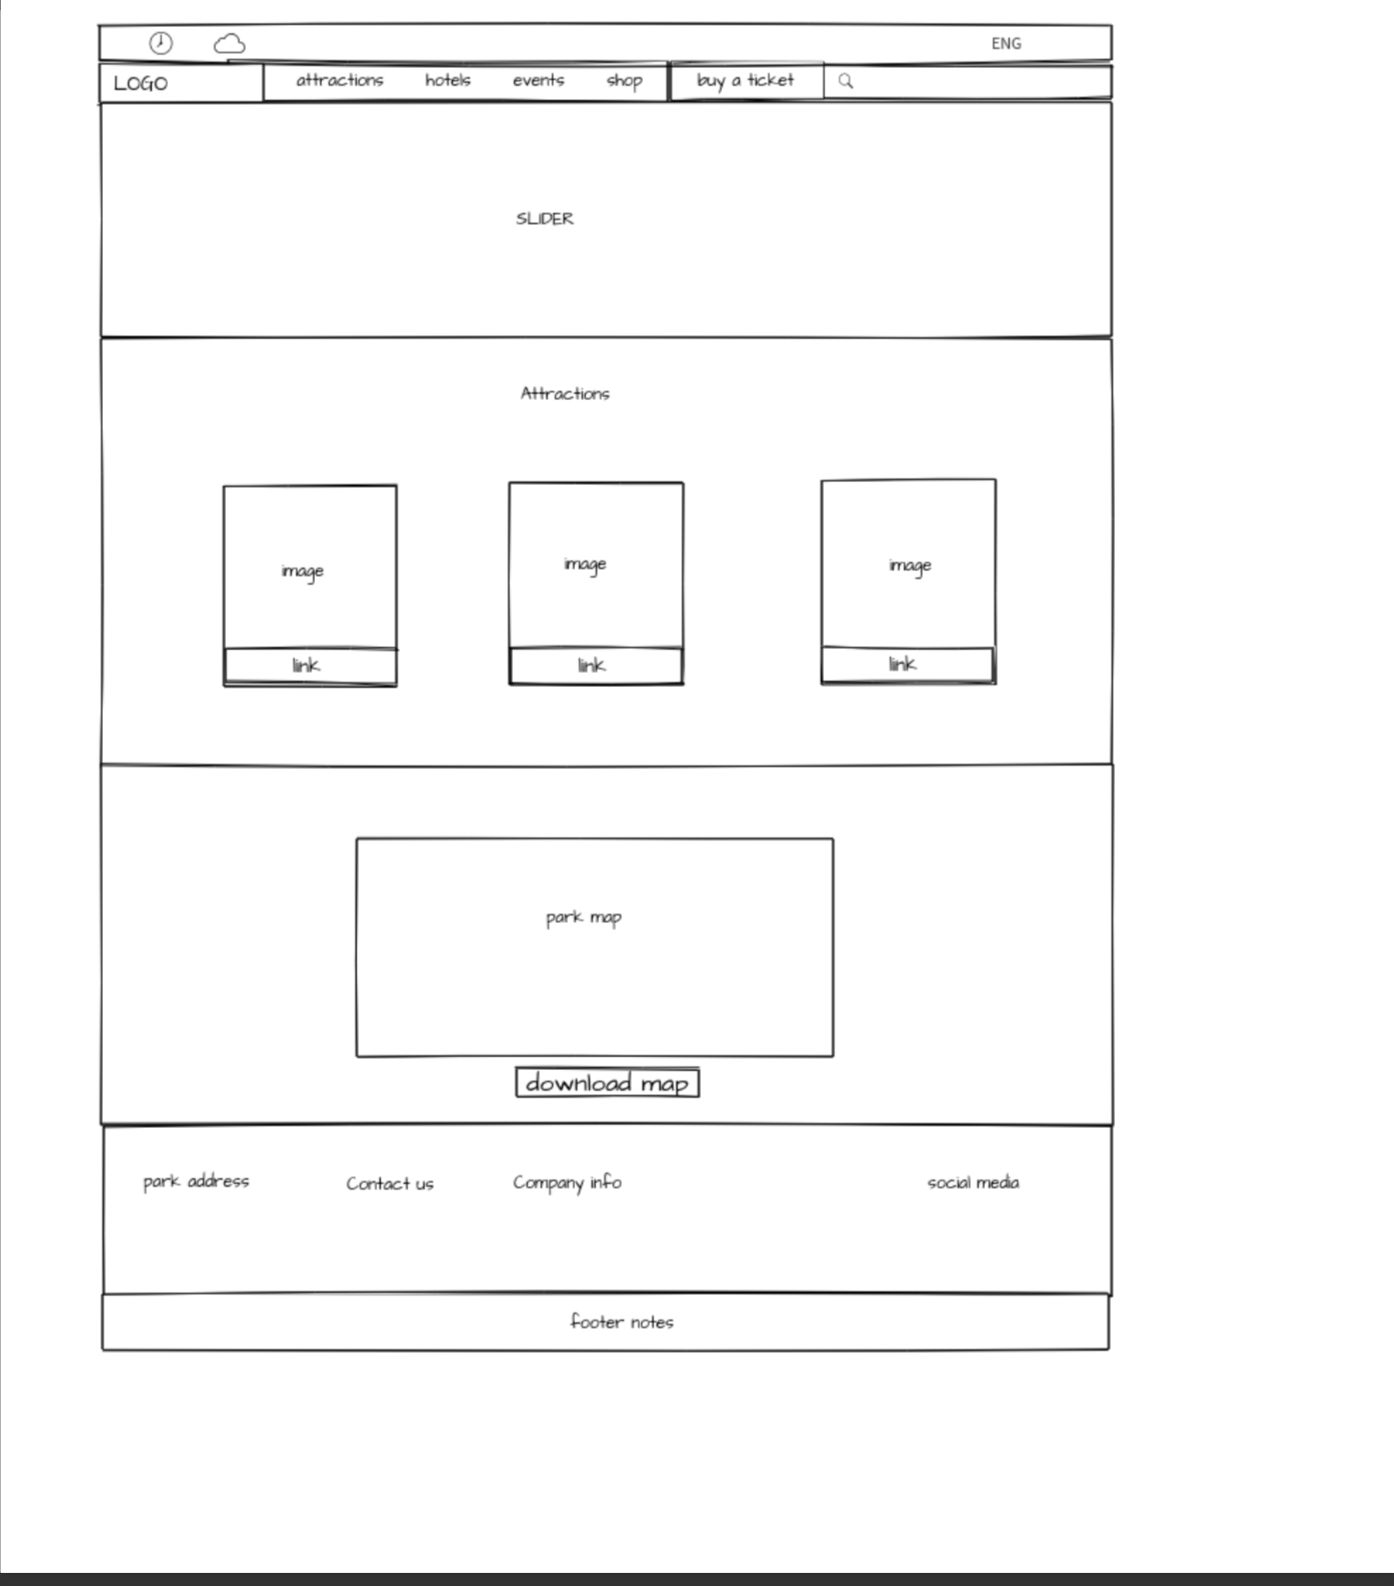 ENG
LOGO attractions hotels events shop buy a ticket
SLIDER
Attractions
image image image
link link link
park map
download map
park address Contact us Company info social media
footer notes